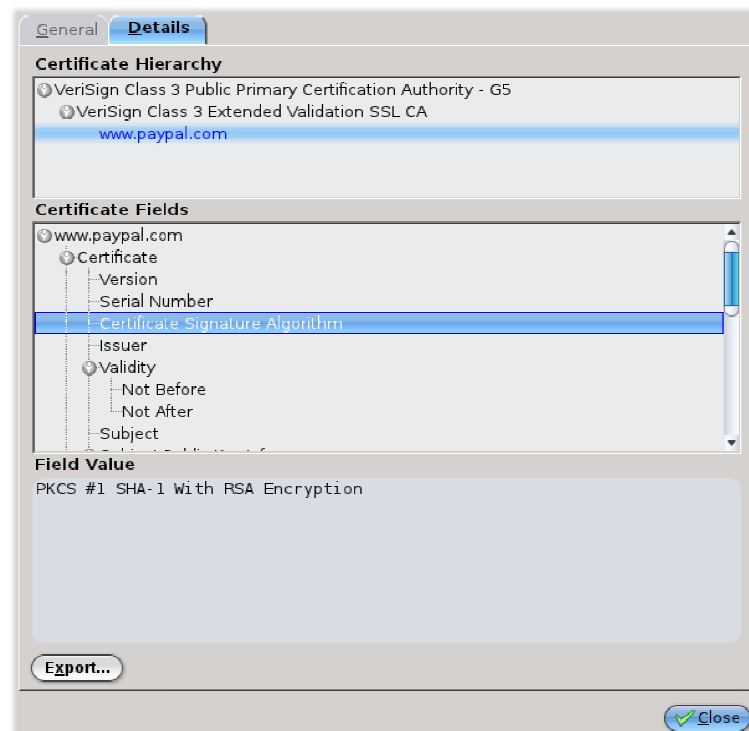 General Details
Certificate Hierarchy
VeriSign Class 3 Public Primary Certification Authority - G5
VeriSign Class 3 Extended Validation SSL CA
www.paypal.com
Certificate Fields
www.paypal.com
Certificate
Version
Serial Number
Certificate Signature Algorithm
Issuer
Validity
Not Before
Not After
Subject
Field Value
PKCS #1 SHA-1 With RSA Encryption
Export...
Close